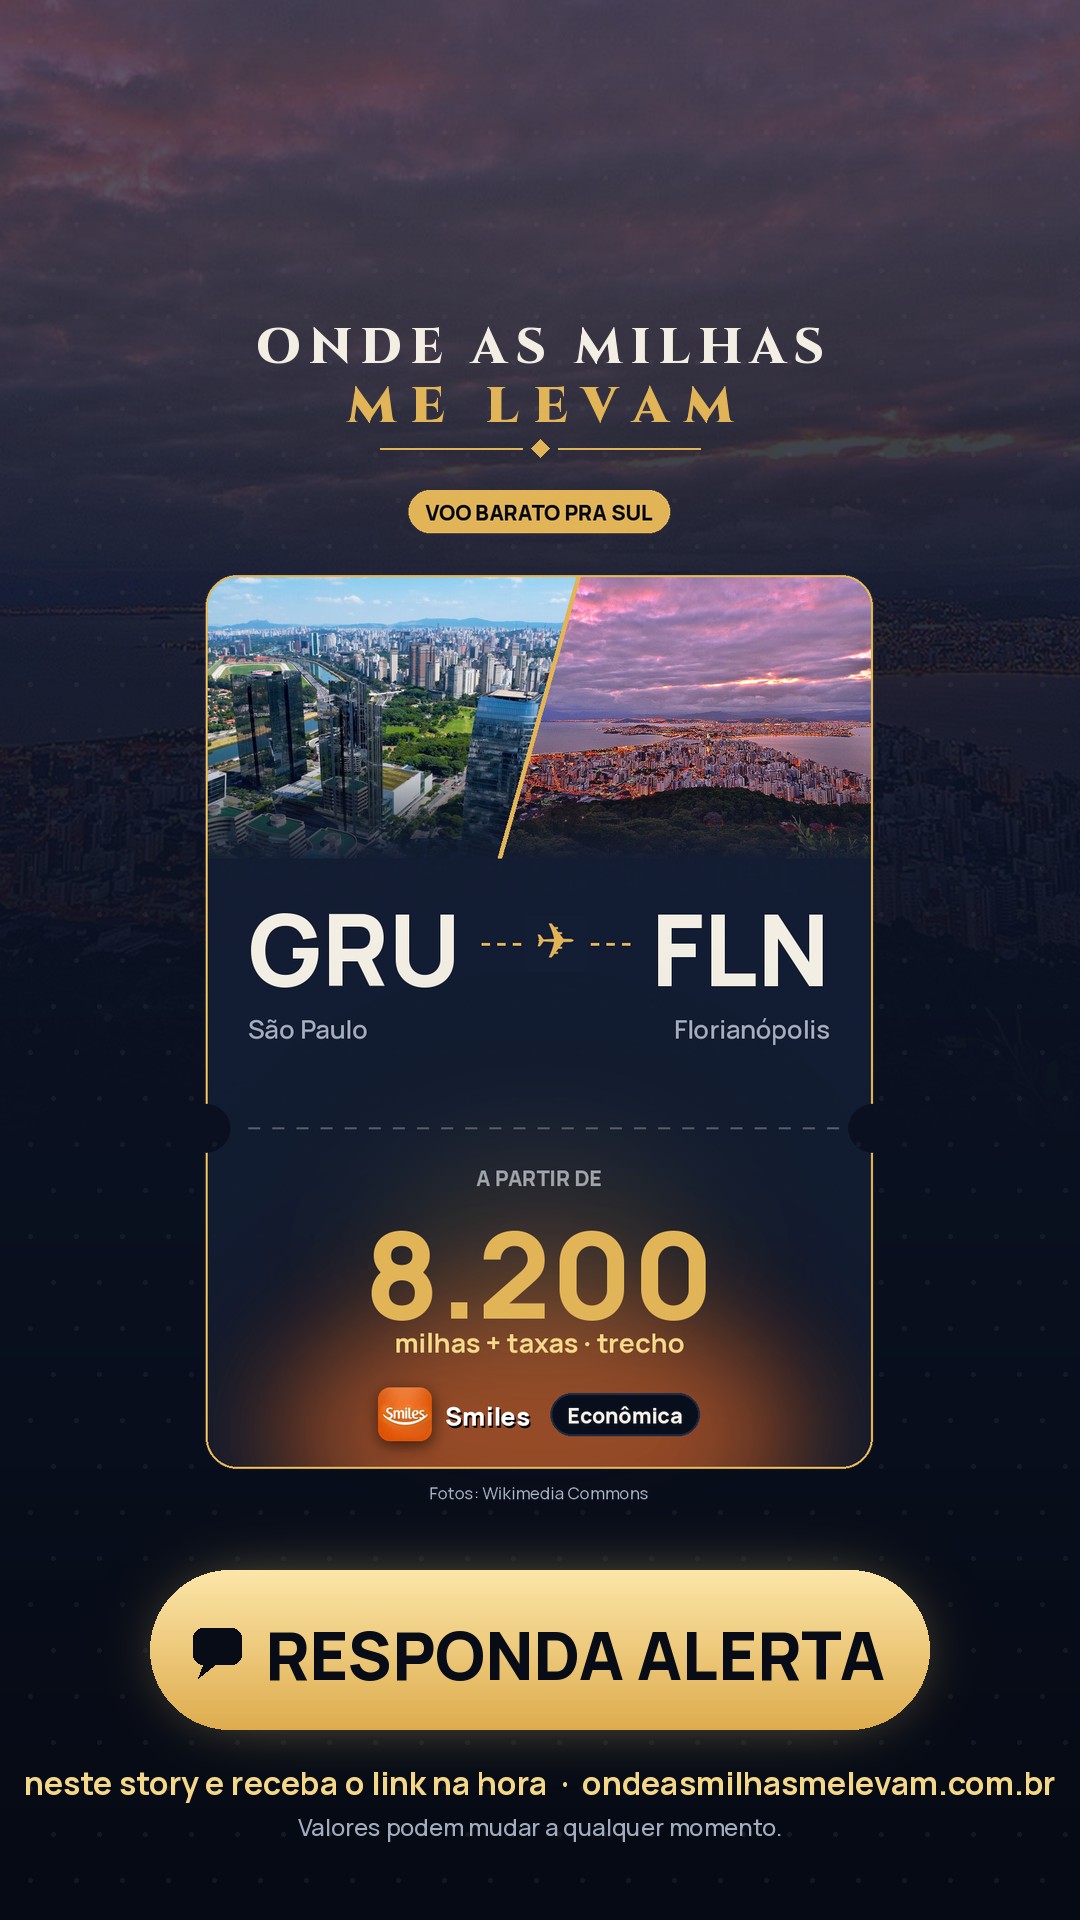 ONDE AS MILHAS
ME LEVAM
VOO BARATO PRA SUL
GRU --- ✈ --- FLN
São Paulo
Florianópolis
A PARTIR DE
8.200
milhas + taxas · trecho
Smiles Smiles Econômica
Fotos: Wikimedia Commons
RESPONDA ALERTA
neste story e receba o link na hora · ondeasmilhasmelevam.com.br
Valores podem mudar a qualquer momento.